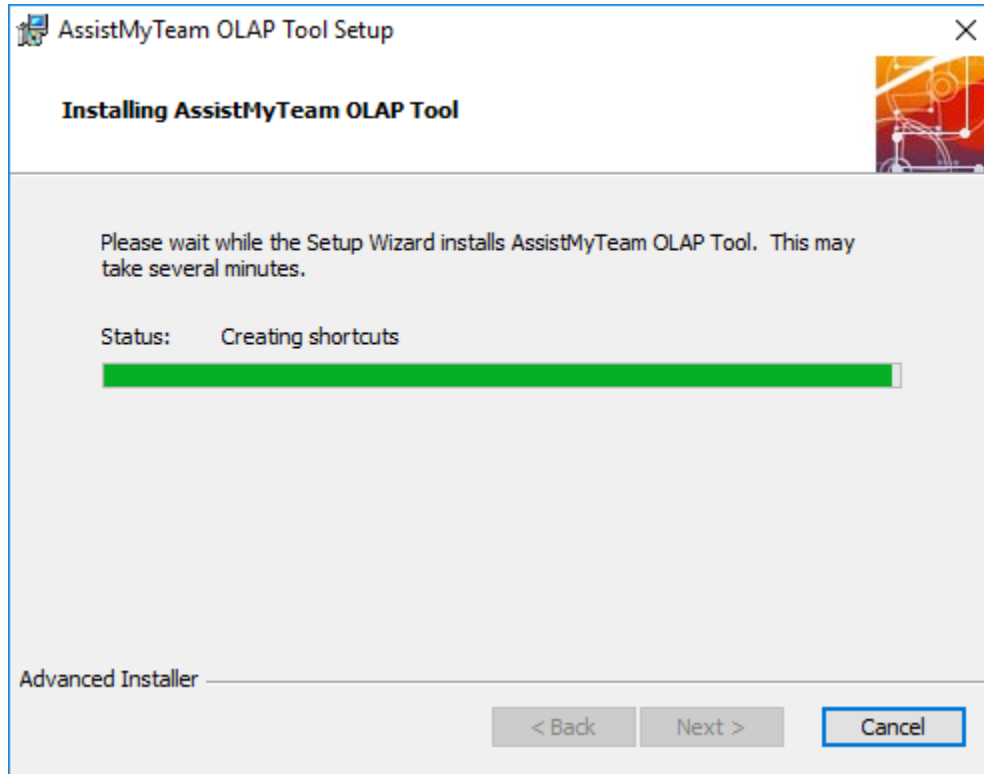 AssistMyTeam OLAP Tool Setup
Installing AssistMyTeam OLAP Tool
Please wait while the Setup Wizard installs AssistMyTeam OLAP Tool.  This may
take several minutes.
Status: Creating shortcuts
Advanced Installer
< Back Next > Cancel